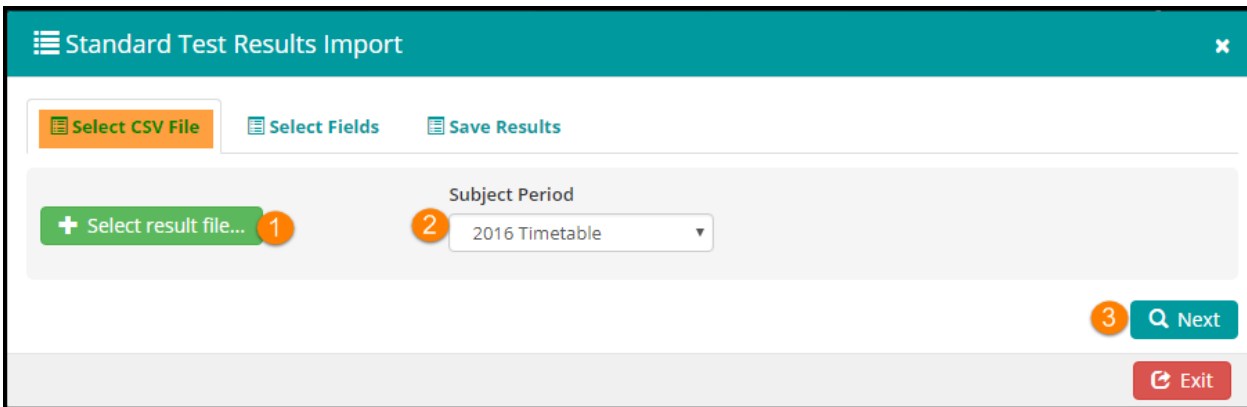 Standard Test Results Import
Select CSV File Select Fields Save Results
Subject Period
Select result file... 1 2 2016 Timetable
3 Next
Exit